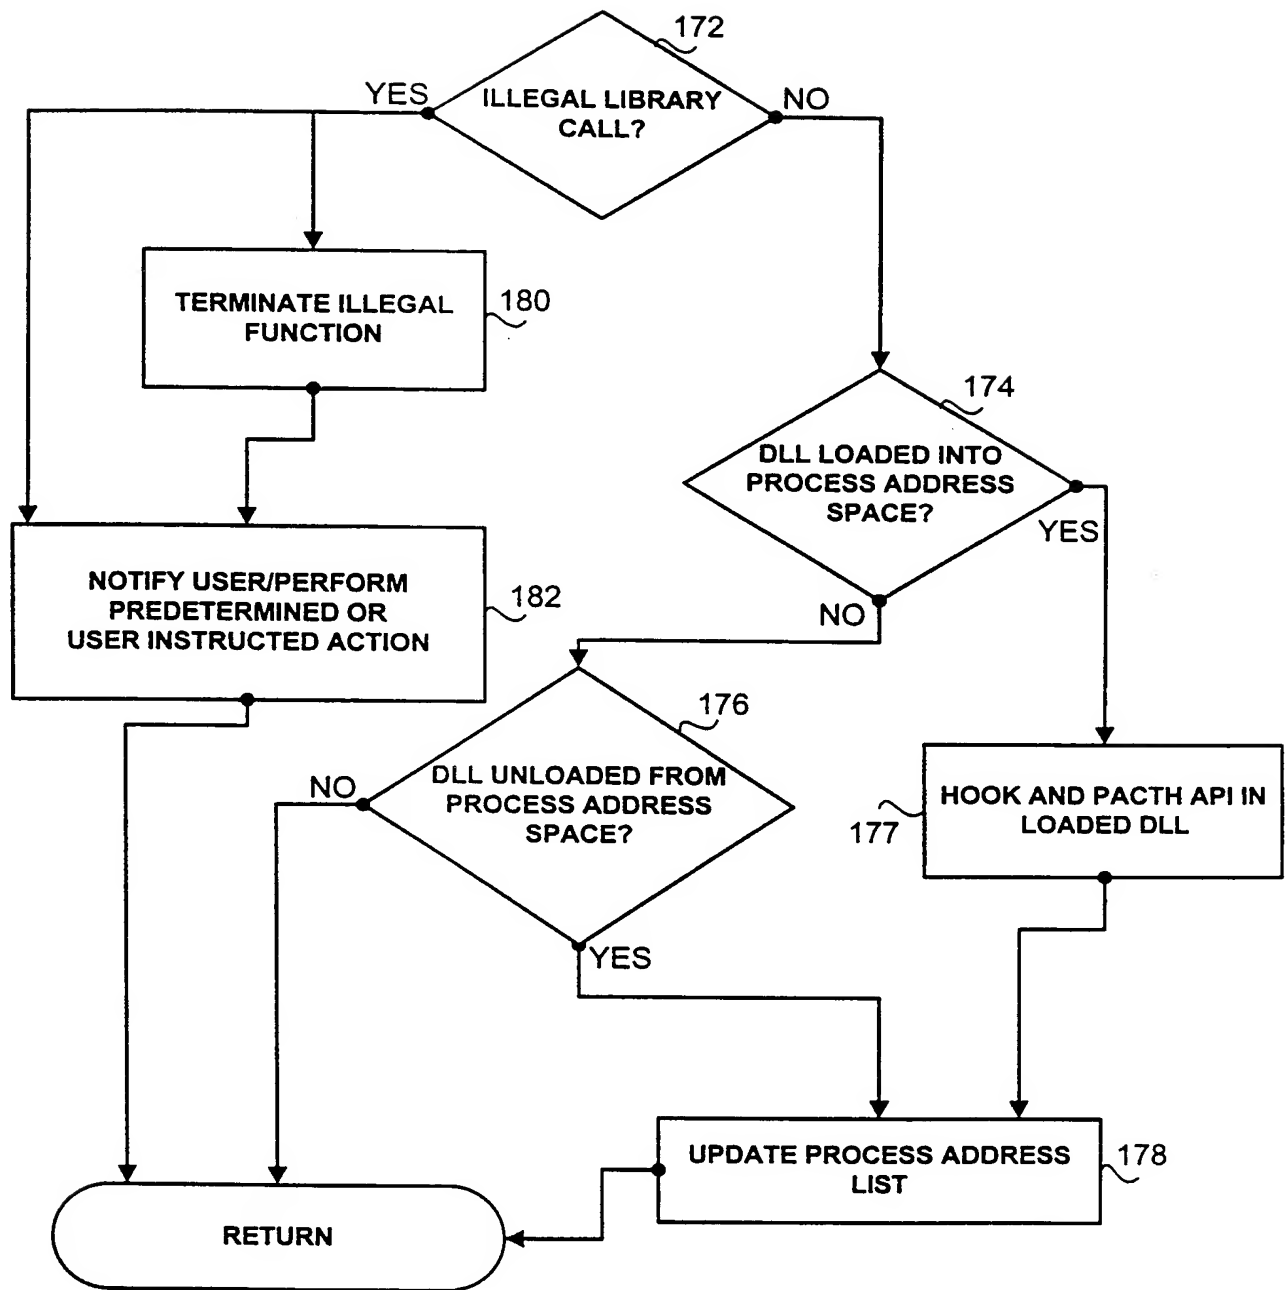 172
YES
ILLEGAL LIBRARY
CALL?
NO
TERMINATE ILLEGAL
FUNCTION
180
174
DLL LOADED INTO
PROCESS ADDRESS
SPACE?
YES
NO
NOTIFY USER/PERFORM
PREDETERMINED OR
USER INSTRUCTED ACTION
182
176
NO
DLL UNLOADED FROM
PROCESS ADDRESS
SPACE?
YES
HOOK AND PACTH API IN
LOADED DLL
177
UPDATE PROCESS ADDRESS
LIST
178
RETURN